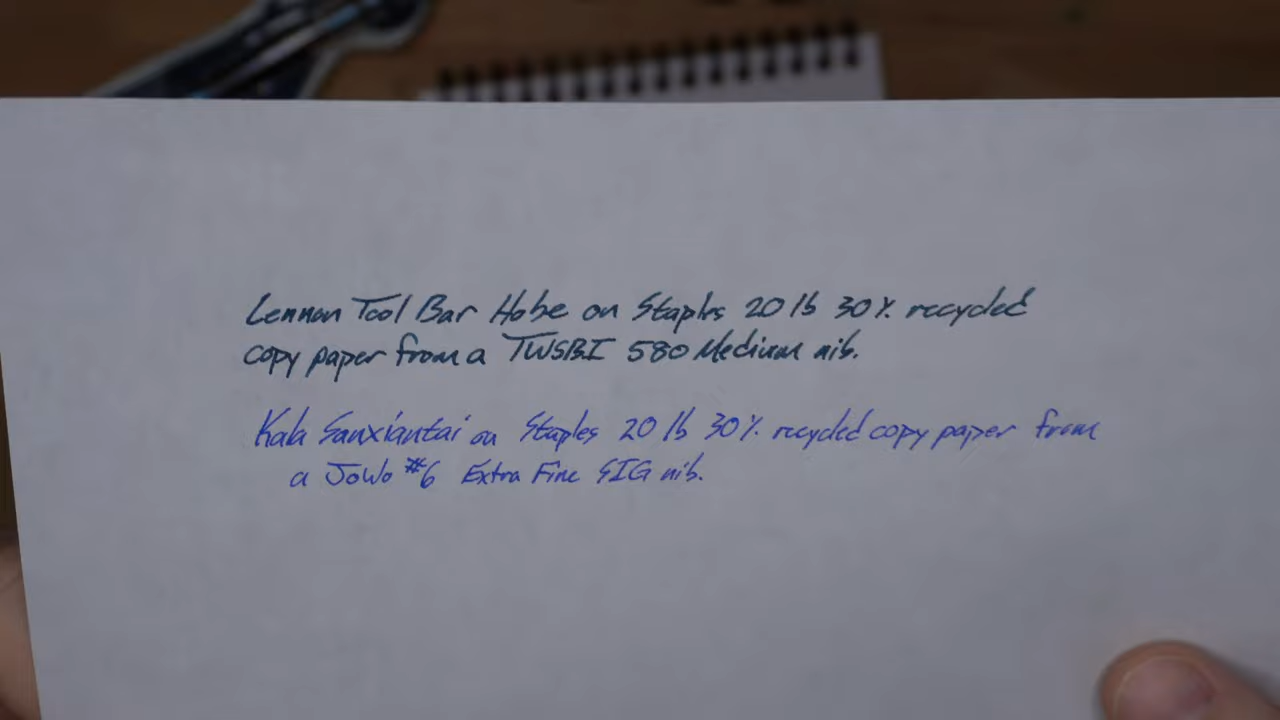 Lennon Tool Bar Hobe on Staples 20 lb 30% recycled
copy paper from a TWSBI 580 Medium nib.
Kala Sanxiantai on Staples 20 lb 30% recycled copy paper from
a JoWo #6 Extra Fine SIG nib.